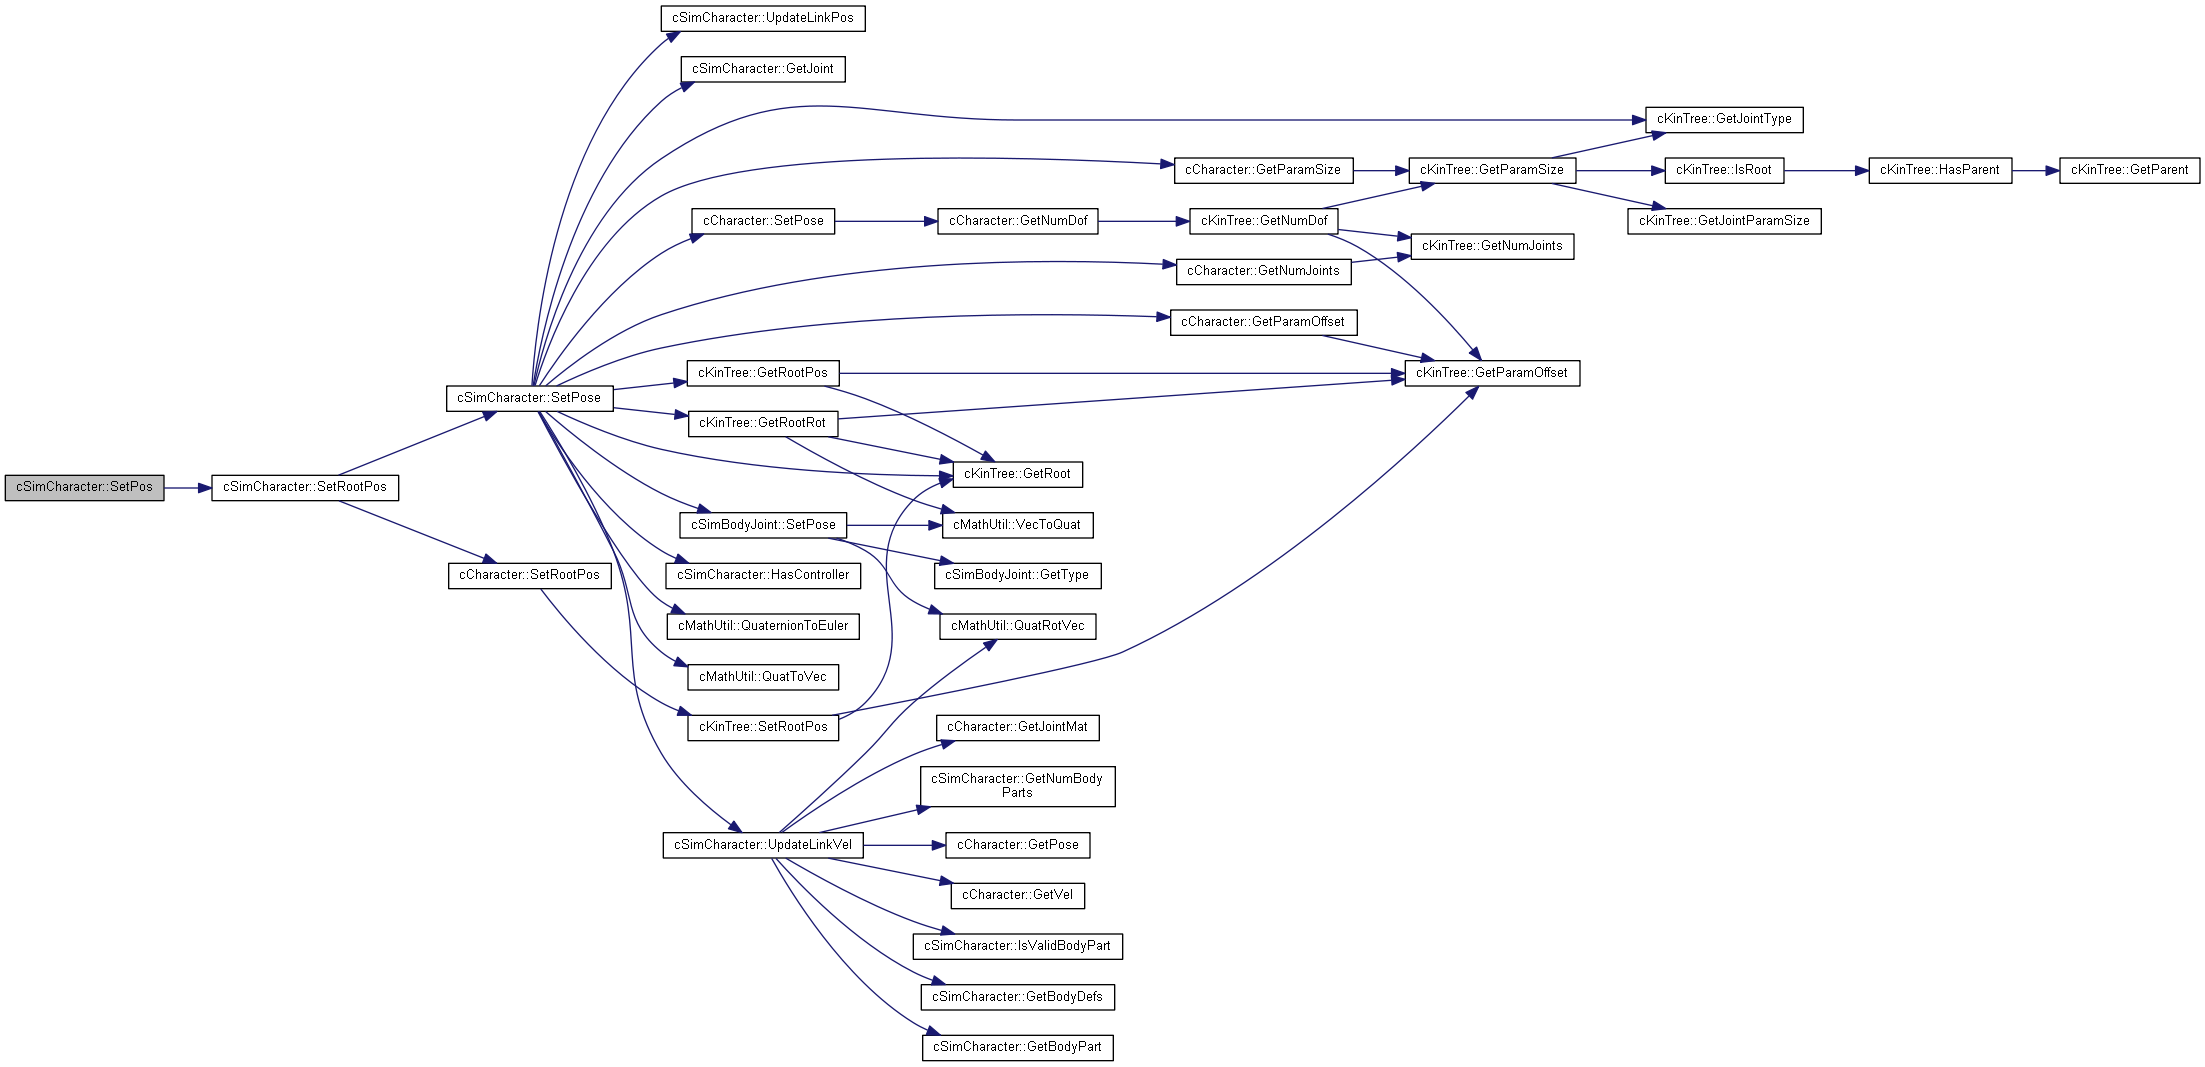 cSimCharacter::UpdateLinkPos
cSimCharacter::GetJoint
cKinTree::GetJointType
cCharacter::GetParamSize
cKinTree::GetParamSize
cKinTree::IsRoot
cKinTree::HasParent
cKinTree::GetParent
cCharacter::SetPose
cCharacter::GetNumDof
cKinTree::GetNumDof
cKinTree::GetJointParamSize
cKinTree::GetNumJoints
cCharacter::GetNumJoints
cCharacter::GetParamOffset
cKinTree::GetRootPos
cKinTree::GetParamOffset
cSimCharacter::SetPose
cKinTree::GetRootRot
cKinTree::GetRoot
cSimCharacter::SetPos
cSimCharacter::SetRootPos
cSimBodyJoint::SetPose
cMathUtil::VecToQuat
cCharacter::SetRootPos
cSimCharacter::HasController
cSimBodyJoint::GetType
cMathUtil::QuaternionToEuler
cMathUtil::QuatRotVec
cMathUtil::QuatToVec
cKinTree::SetRootPos
cCharacter::GetJointMat
cSimCharacter::GetNumBody
Parts
cSimCharacter::UpdateLinkVel
cCharacter::GetPose
cCharacter::GetVel
cSimCharacter::IsValidBodyPart
cSimCharacter::GetBodyDefs
cSimCharacter::GetBodyPart